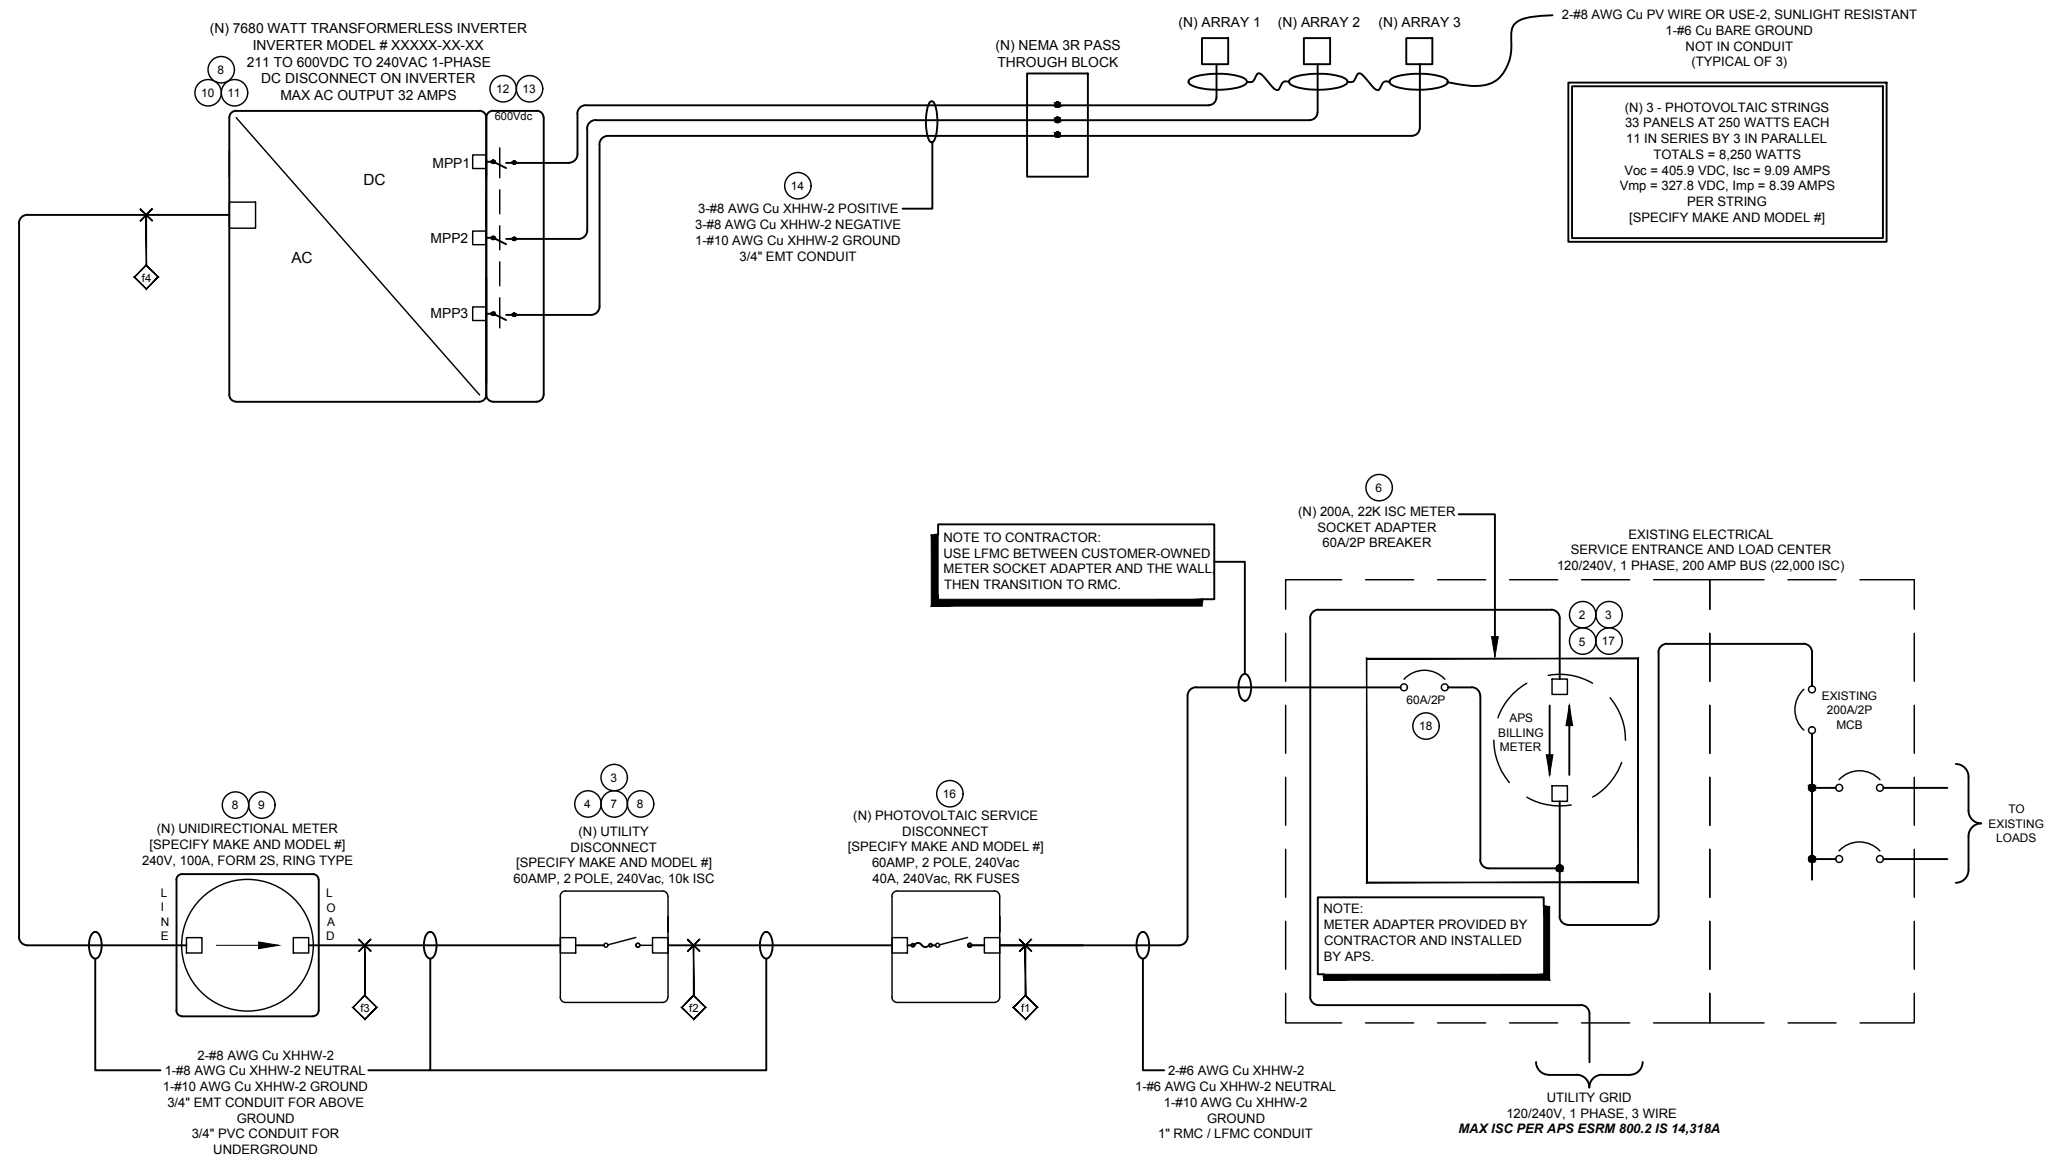 (N) 7680 WATT TRANSFORMERLESS INVERTER
INVERTER MODEL # XXXXX-XX-XX
211 TO 600VDC TO 240VAC 1-PHASE
DC DISCONNECT ON INVERTER
MAX AC OUTPUT 32 AMPS
8
10 11
12 13
600Vdc
MPP1
DC
MPP2
AC
MPP3
f4
(N) NEMA 3R PASS
THROUGH BLOCK
(N) ARRAY 1
(N) ARRAY 2
(N) ARRAY 3
2-#8 AWG Cu PV WIRE OR USE-2, SUNLIGHT RESISTANT
1-#6 Cu BARE GROUND
NOT IN CONDUIT
(TYPICAL OF 3)
(N) 3 - PHOTOVOLTAIC STRINGS
33 PANELS AT 250 WATTS EACH
11 IN SERIES BY 3 IN PARALLEL
TOTALS = 8,250 WATTS
Voc = 405.9 VDC, Isc = 9.09 AMPS
Vmp = 327.8 VDC, Imp = 8.39 AMPS
PER STRING
[SPECIFY MAKE AND MODEL #]
14
3-#8 AWG Cu XHHW-2 POSITIVE
3-#8 AWG Cu XHHW-2 NEGATIVE
1-#10 AWG Cu XHHW-2 GROUND
3/4" EMT CONDUIT
6
(N) 200A, 22K ISC METER
SOCKET ADAPTER
60A/2P BREAKER
NOTE TO CONTRACTOR:
USE LFMC BETWEEN CUSTOMER-OWNED
METER SOCKET ADAPTER AND THE WALL,
THEN TRANSITION TO RMC.
EXISTING ELECTRICAL
SERVICE ENTRANCE AND LOAD CENTER
120/240V, 1 PHASE, 200 AMP BUS (22,000 ISC)
2 3
5 17
60A/2P
18
APS
BILLING
METER
EXISTING
200A/2P
MCB
TO
EXISTING
LOADS
NOTE:
METER ADAPTER PROVIDED BY
CONTRACTOR AND INSTALLED
BY APS.
8 9
(N) UNIDIRECTIONAL METER
[SPECIFY MAKE AND MODEL #]
240V, 100A, FORM 2S, RING TYPE
LINE
LOAD
f3
3
4 7 8
(N) UTILITY
DISCONNECT
[SPECIFY MAKE AND MODEL #]
60AMP, 2 POLE, 240Vac, 10k ISC
f2
16
(N) PHOTOVOLTAIC SERVICE
DISCONNECT
[SPECIFY MAKE AND MODEL #]
60AMP, 2 POLE, 240Vac
40A, 240Vac, RK FUSES
f1
2-#8 AWG Cu XHHW-2
1-#8 AWG Cu XHHW-2 NEUTRAL
1-#10 AWG Cu XHHW-2 GROUND
3/4" EMT CONDUIT FOR ABOVE
GROUND
3/4" PVC CONDUIT FOR
UNDERGROUND
2-#6 AWG Cu XHHW-2
1-#6 AWG Cu XHHW-2 NEUTRAL
1-#10 AWG Cu XHHW-2
GROUND
1" RMC / LFMC CONDUIT
UTILITY GRID
120/240V, 1 PHASE, 3 WIRE
MAX ISC PER APS ESRM 800.2 IS 14,318A